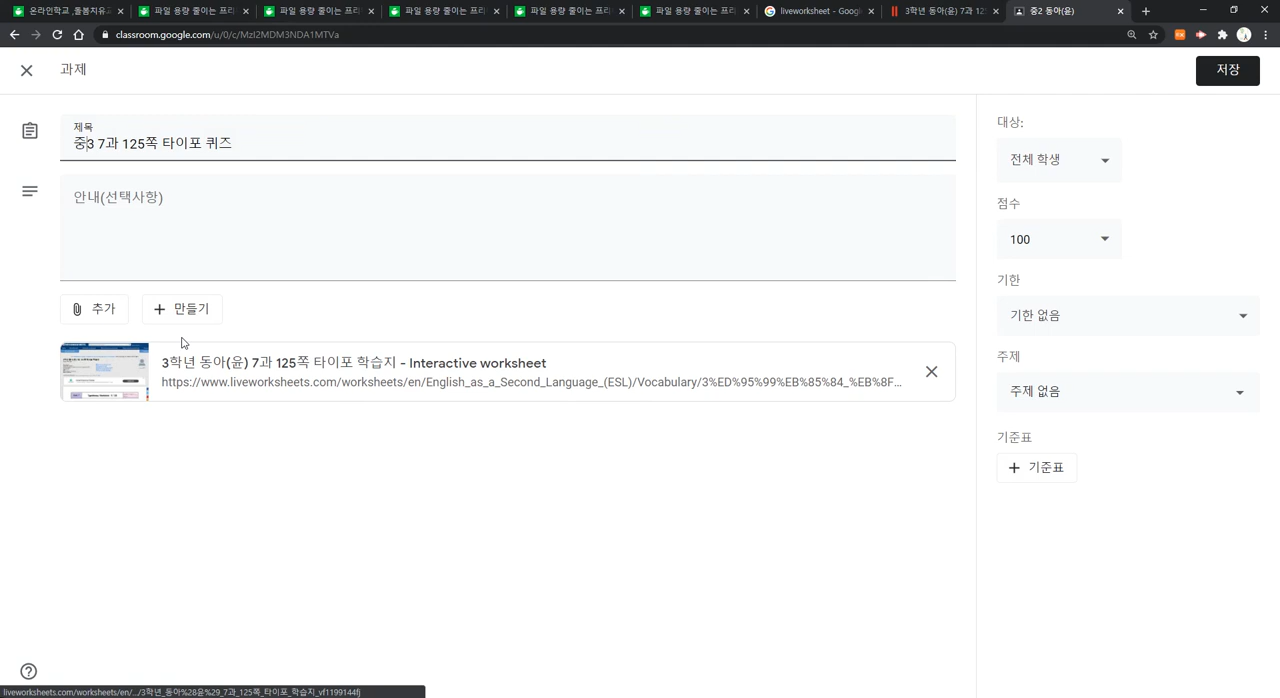 온라인학교 ,돌봄치유교
파일 용량 줄이는 프리
파일 용량 줄이는 프리
파일 용량 줄이는 프리
파일 용량 줄이는 프리
파일 용량 줄이는 프리
liveworksheet - Googl
3학년 동아(윤) 7과 12
중2 동아(윤)
classroom.google.com/u/0/c/MzI2MDM3NDA1MTVa
과제
저장
제목
중3 7과 125쪽 타이포 퀴즈
안내(선택사항)
추가
만들기
3학년 동아(윤) 7과 125쪽 타이포 학습지 - Interactive worksheet
https://www.liveworksheets.com/worksheets/en/English_as_a_Second_Language_(ESL)/Vocabulary/3%ED%95%99%EB%85%84_%EB%8F...
대상:
전체 학생
점수
100
기한
기한 없음
주제
주제 없음
기준표
기준표
liveworksheets.com/worksheets/en/.../3학년_동아%28윤%29_7과_125쪽_타이포_학습지_vf1199144fj